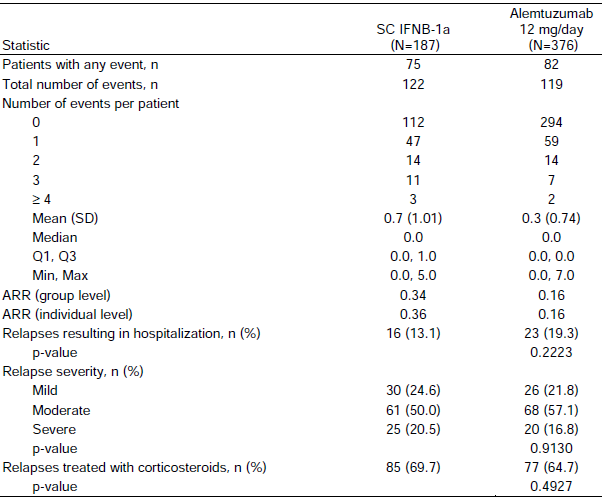 Alemtuzumab
SC IFNB-1a 12 mg/day
Statistic (N=187) (N=376)
Patients with any event, n 75 82
Total number of events, n 122 119
Number of events per patient
0 112 294
1 47 59
2 14 14
3 11 7
≥ 4 3 2
Mean (SD) 0.7 (1.01) 0.3 (0.74)
Median 0.0 0.0
Q1, Q3 0.0, 1.0 0.0, 0.0
Min, Max 0.0, 5.0 0.0, 7.0
ARR (group level) 0.34 0.16
ARR (individual level) 0.36 0.16
Relapses resulting in hospitalization, n (%) 16 (13.1) 23 (19.3)
p-value 0.2223
Relapse severity, n (%)
Mild 30 (24.6) 26 (21.8)
Moderate 61 (50.0) 68 (57.1)
Severe 25 (20.5) 20 (16.8)
p-value 0.9130
Relapses treated with corticosteroids, n (%) 85 (69.7) 77 (64.7)
p-value 0.4927